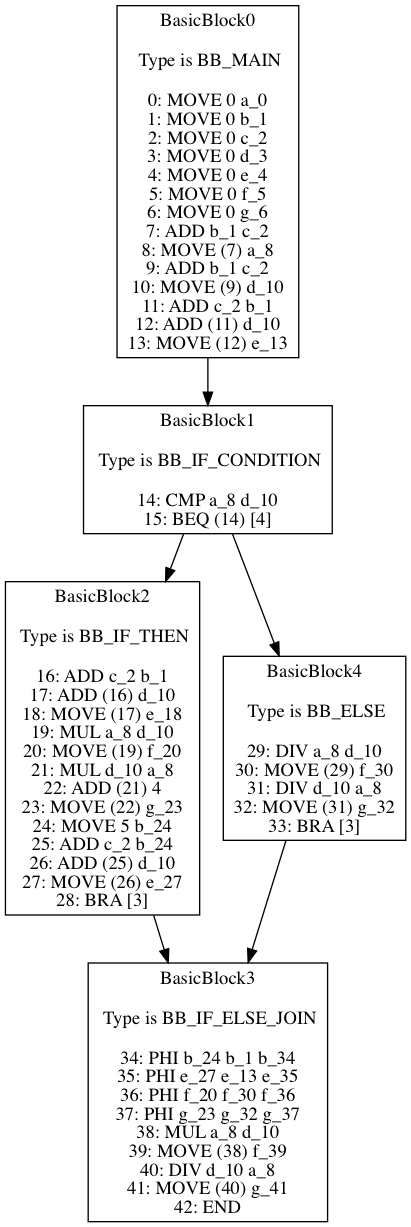 BasicBlock0
Type is BB_MAIN
0: MOVE 0 a_0
1: MOVE 0 b_1
2: MOVE 0 c_2
3: MOVE 0 d_3
4: MOVE 0 e_4
5: MOVE 0 f_5
6: MOVE 0 g_6
7: ADD b_1 c_2
8: MOVE (7) a_8
9: ADD b_1 c_2
10: MOVE (9) d_10
11: ADD c_2 b_1
12: ADD (11) d_10
13: MOVE (12) e_13
BasicBlock1
Type is BB_IF_CONDITION
14: CMP a_8 d_10
15: BEQ (14) [4]
BasicBlock2
Type is BB_IF_THEN
16: ADD c_2 b_1
17: ADD (16) d_10
18: MOVE (17) e_18
19: MUL a_8 d_10
20: MOVE (19) f_20
21: MUL d_10 a_8
22: ADD (21) 4
23: MOVE (22) g_23
24: MOVE 5 b_24
25: ADD c_2 b_24
26: ADD (25) d_10
27: MOVE (26) e_27
28: BRA [3]
BasicBlock4
Type is BB_ELSE
29: DIV a_8 d_10
30: MOVE (29) f_30
31: DIV d_10 a_8
32: MOVE (31) g_32
33: BRA [3]
BasicBlock3
Type is BB_IF_ELSE_JOIN
34: PHI b_24 b_1 b_34
35: PHI e_27 e_13 e_35
36: PHI f_20 f_30 f_36
37: PHI g_23 g_32 g_37
38: MUL a_8 d_10
39: MOVE (38) f_39
40: DIV d_10 a_8
41: MOVE (40) g_41
42: END